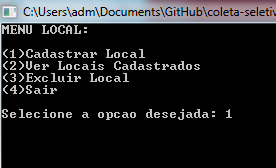 C:\Users\adm\Documents\GitHub\coleta-seletiv
MENU LOCAL:
(1)Cadastrar Local
(2)Ver Locais Cadastrados
(3)Excluir Local
(4)Sair
Selecione a opcao desejada: 1